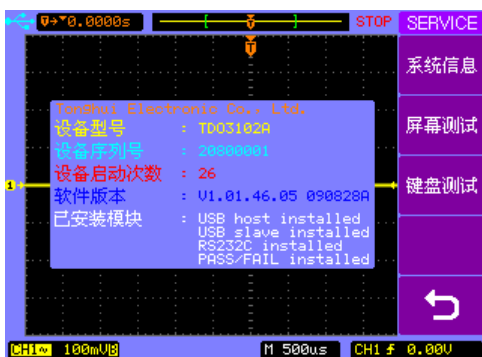 0.0000s STOP SERVICE
T
系统信息
Tonghui Electronic Co., Ltd.
设备型号 : TDO3102A
屏幕测试
设备序列号 : 20800001
设备启动次数 : 26
键盘测试
1
软件版本 : V1.01.46.05 090828A
已安装模块 : USB host installed
USB slave installed
RS232C installed
PASS/FAIL installed
CH1 100mVB M 500us CH1 0.00V